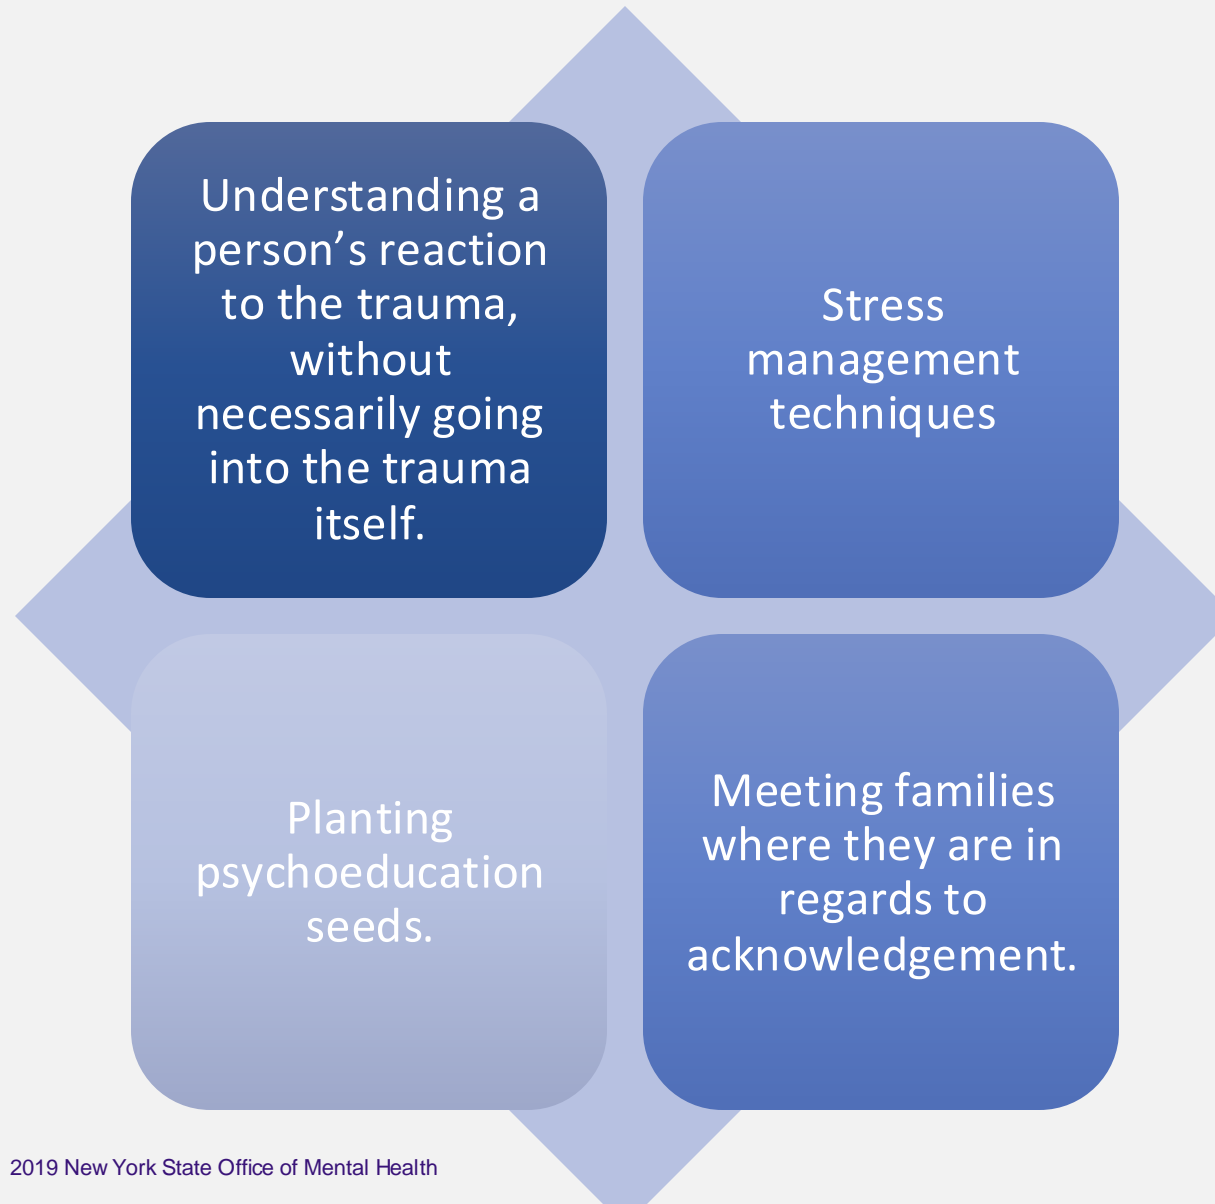 Understanding a
person’s reaction
to the trauma,
without
necessarily going
into the trauma
itself.
Stress
management
techniques
Planting
psychoeducation
seeds.
Meeting families
where they are in
regards to
acknowledgement.
2019 New York State Office of Mental Health